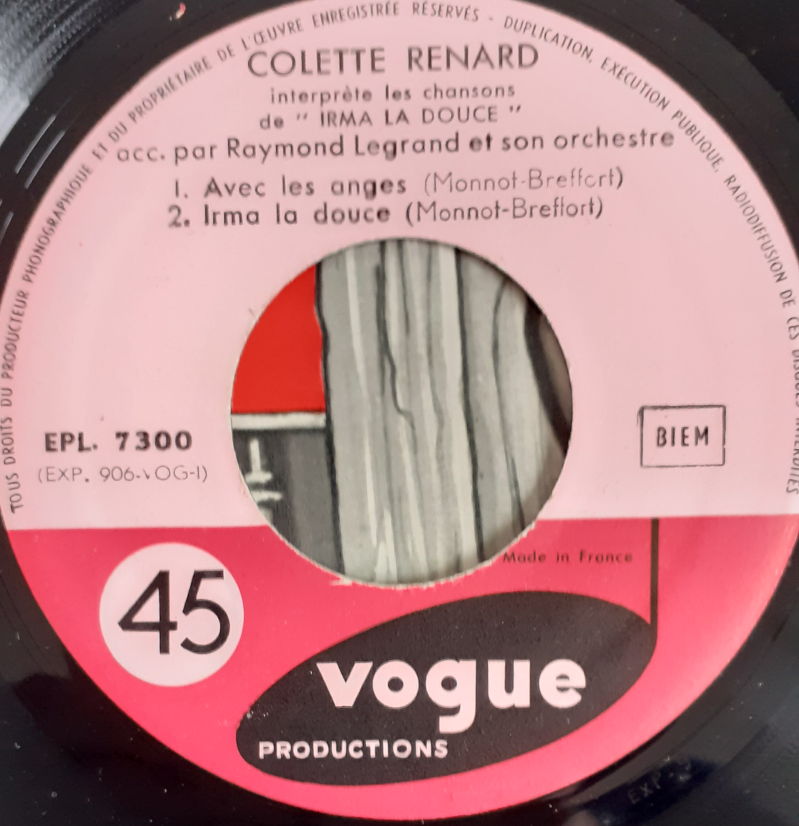 TOUS DROITS DU PRODUCTEUR PHONOGRAPHIQUE ET DU PROPRIÉTAIRE DE L'ŒUVRE ENREGISTRÉE RÉSERVÉS - DUPLICATION, EXÉCUTION PUBLIQUE, RADIODIFFUSION DE CES DISQUES INTERDITES
COLETTE RENARD
interprète les chansons
de " IRMA LA DOUCE "
acc. par Raymond Legrand et son orchestre
1. Avec les anges (Monnot-Breffort)
2. Irma la douce (Monnot-Breffort)
EPL. 7300
(EXP. 906-VOG-1)
BIEM
Made in France
45
vogue
PRODUCTIONS
EXP